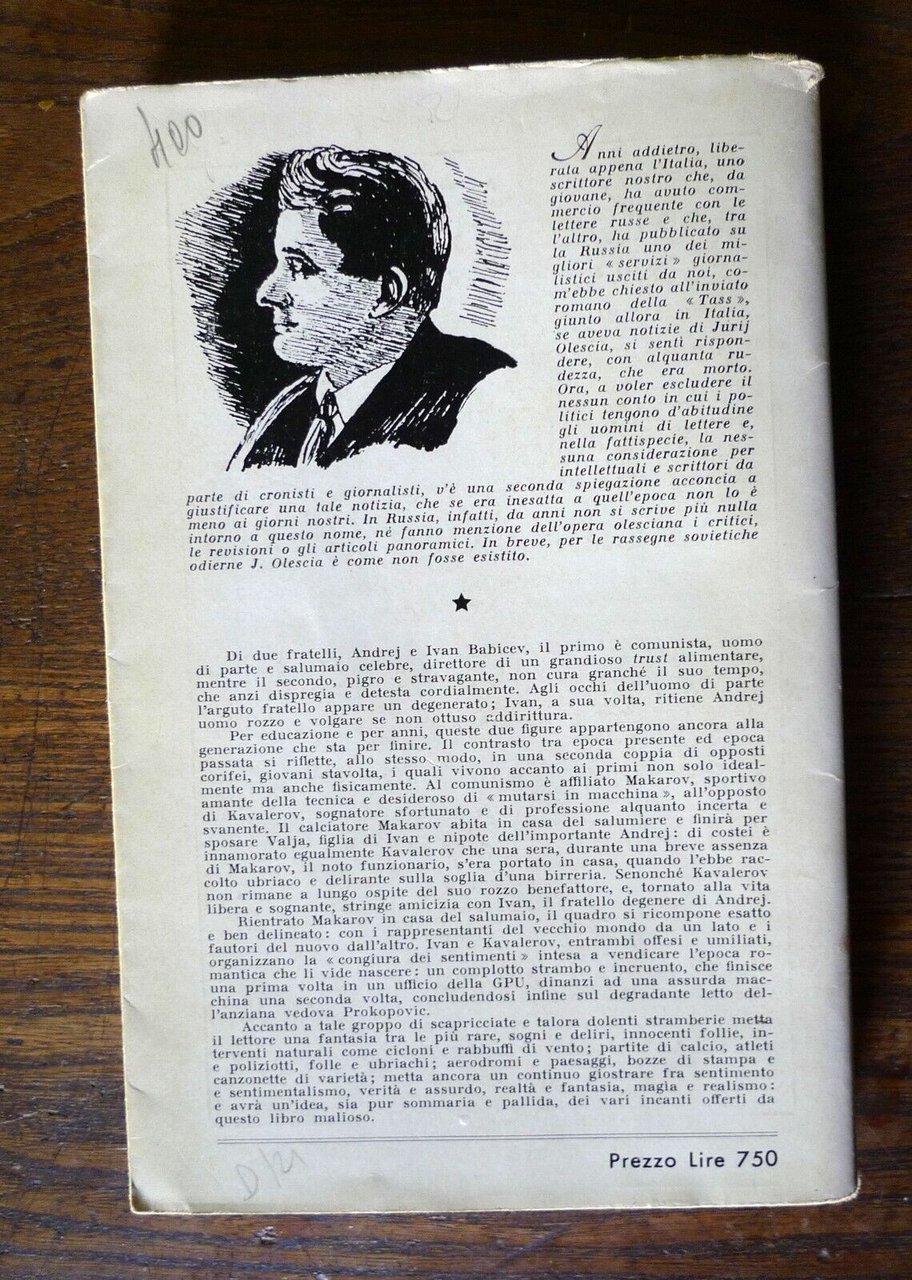 400
Anni addietro, libe-
rata appena l'Italia, uno
scrittore nostro che, da
giovane, ha avuto com-
mercio frequente con le
lettere russe e che, tra
l'altro, ha pubblicato su
la Russia uno dei mi-
gliori « servizi » giorna-
listici usciti da noi, co-
m'ebbe chiesto all'inviato
romano della « Tass »,
giunto allora in Italia,
se aveva notizie di Jurij
Olescia, si sentì rispon-
dere, con alquanta ru-
dezza, che era morto.
Ora, a voler escludere il
nessun conto in cui i po-
litici tengono d'abitudine
gli uomini di lettere e,
nella fattispecie, la nes-
suna considerazione per
intellettuali e scrittori da
parte di cronisti e giornalisti, v'è una seconda spiegazione acconcia a
giustificare una tale notizia, che se era inesatta a quell'epoca non lo è
meno ai giorni nostri. In Russia, infatti, da anni non si scrive più nulla
intorno a questo nome, né fanno menzione dell'opera olesciana i critici,
le revisioni o gli articoli panoramici. In breve, per le rassegne sovietiche
odierne J. Olescia è come non fosse esistito.
Di due fratelli, Andrej e Ivan Babicev, il primo è comunista, uomo
di parte e salumaio celebre, direttore di un grandioso trust alimentare,
mentre il secondo, pigro e stravagante, non cura granché il suo tempo,
che anzi dispregia e detesta cordialmente. Agli occhi dell'uomo di parte
l'arguto fratello appare un degenerato; Ivan, a sua volta, ritiene Andrej
uomo rozzo e volgare se non ottuso addirittura.
Per educazione e per anni, queste due figure appartengono ancora alla
generazione che sta per finire. Il contrasto tra epoca presente ed epoca
passata si riflette, allo stesso modo, in una seconda coppia di opposti
corifei, giovani stavolta, i quali vivono accanto ai primi non solo ideal-
mente ma anche fisicamente. Al comunismo è affiliato Makarov, sportivo
amante della tecnica e desideroso di « mutarsi in macchina », all'opposto
di Kavalerov, sognatore sfortunato e di professione alquanto incerta e
svanente. Il calciatore Makarov abita in casa del salumiere e finirà per
sposare Valja, figlia di Ivan e nipote dell'importante Andrej: di costei è
innamorato egualmente Kavalerov che una sera, durante una breve assenza
di Makarov, il noto funzionario, s'era portato in casa, quando l'ebbe rac-
colto ubriaco e delirante sulla soglia d'una birreria. Senonché Kavalerov
non rimane a lungo ospite del suo rozzo benefattore, e, tornato alla vita
libera e sognante, stringe amicizia con Ivan, il fratello degenere di Andrej.
Rientrato Makarov in casa del salumaio, il quadro si ricompone esatto
e ben delineato: con i rappresentanti del vecchio mondo da un lato e i
fautori del nuovo dall'altro. Ivan e Kavalerov, entrambi offesi e umiliati,
organizzano la « congiura dei sentimenti » intesa a vendicare l'epoca ro-
mantica che li vide nascere: un complotto strambo e incruento, che finisce
una prima volta in un ufficio della GPU, dinanzi ad una assurda mac-
china una seconda volta, concludendosi infine sul degradante letto del-
l'anziana vedova Prokopovic.
Accanto a tale groppo di scapricciate e talora dolenti stramberie metta
il lettore una fantasia tra le più rare, sogni e deliri, innocenti follie, in-
terventi naturali come cicloni e rabbuffi di vento; partite di calcio, atleti
e poliziotti, folle e ubriachi; aerodromi e paesaggi, bozze di stampa e
canzonette di varietà; metta ancora un continuo giostrare fra sentimento
e sentimentalismo, verità e assurdo, realtà e fantasia, magia e realismo:
e avrà un'idea, sia pur sommaria e pallida, dei vari incanti offerti da
questo libro malioso.
Prezzo Lire 750